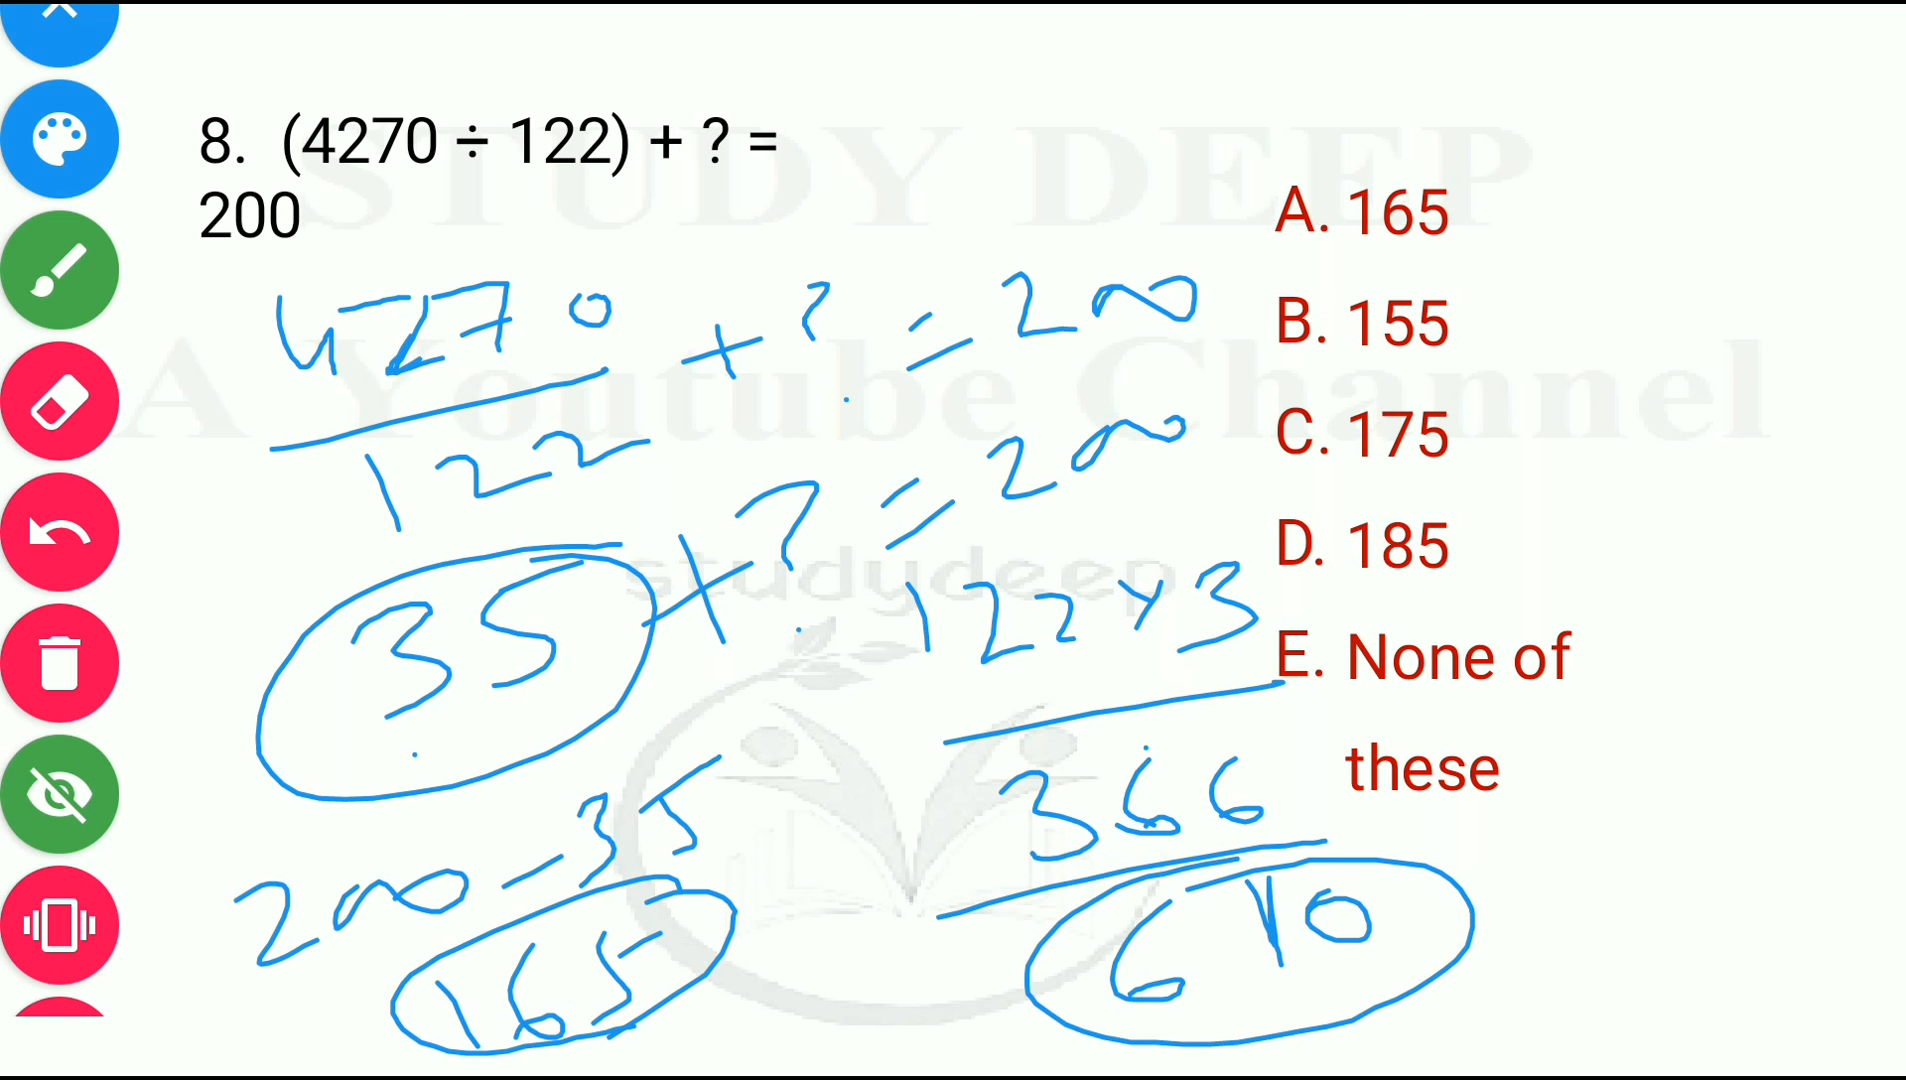 STUDY DEEP
8. (4270 ÷ 122) + ? =
200
A. 165
B. 155
C. 175
D. 185
E. None of
these
A Youtube Channel
studydeep
4270 + ? = 200
122
35 + ? = 200
122 × 3
366
610
200 - 35
165